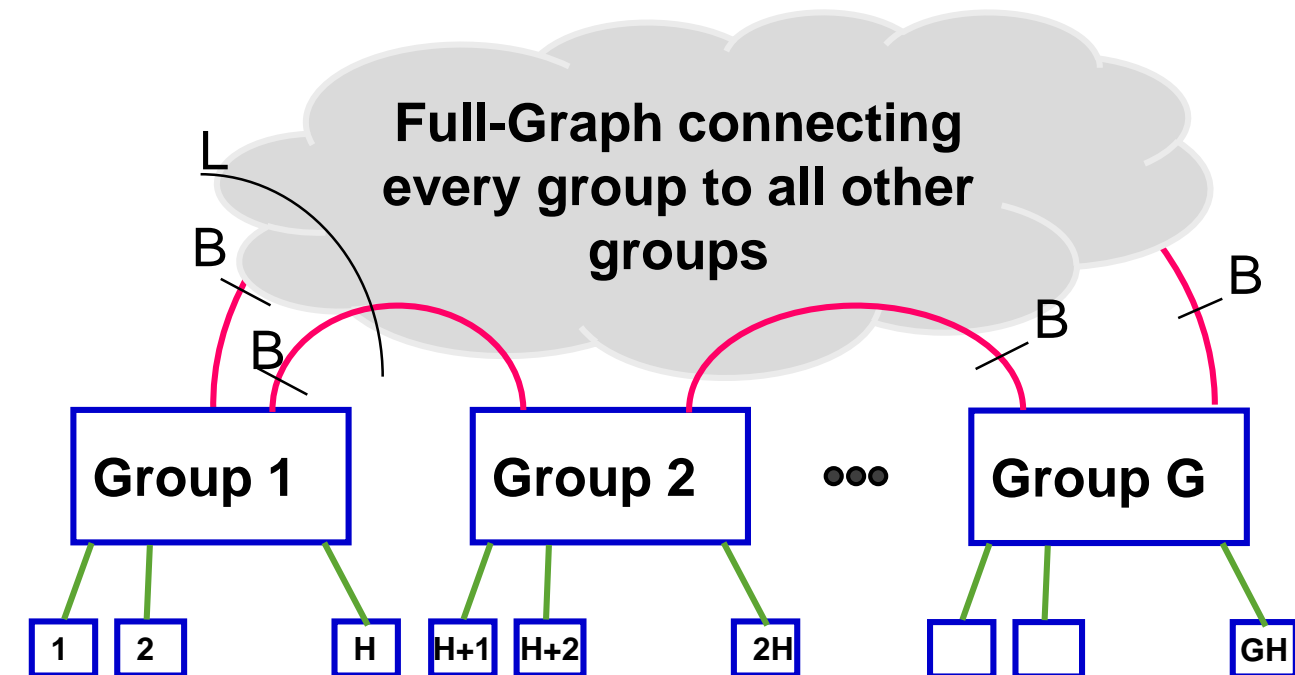 Full-Graph connecting
every group to all other
groups
L
B
B
B
B
Group 1
Group 2
Group G
1
2
H
H+1
H+2
2H
GH